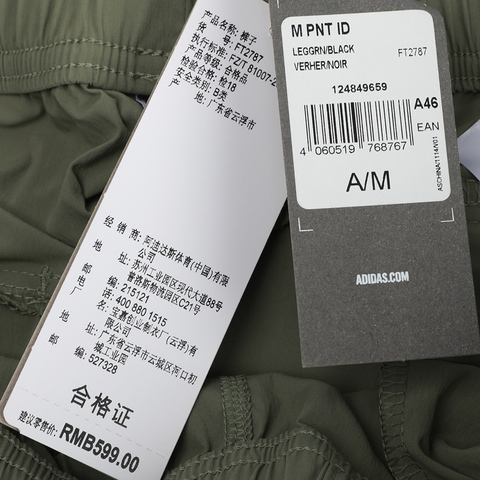 产品名称: 裤子
货号: FT2787
执行标准: FZ/T 81007-2
产品等级: 合格品
检验合格: 检18
安全类别: B类
产地: 广东省云浮市
经销商: 阿迪达斯体育(中国)有限
公司
地址: 苏州工业园区现代大道88号
普洛斯物流园区C21号
邮编: 215121
电话: 400 880 1515
厂名: 宝嘉创业制衣厂(云浮)有
限公司
厂址: 广东省云浮市云城区河口初
城工业园
邮编: 527328
合格证
建议零售价: RMB599.00
M PNT ID
LEGGRN/BLACK FT2787
VERHER/NOIR
124849659
A46
EAN
4 060519 768767
A/M
ASCHINA/1114/X01
ADIDAS.COM